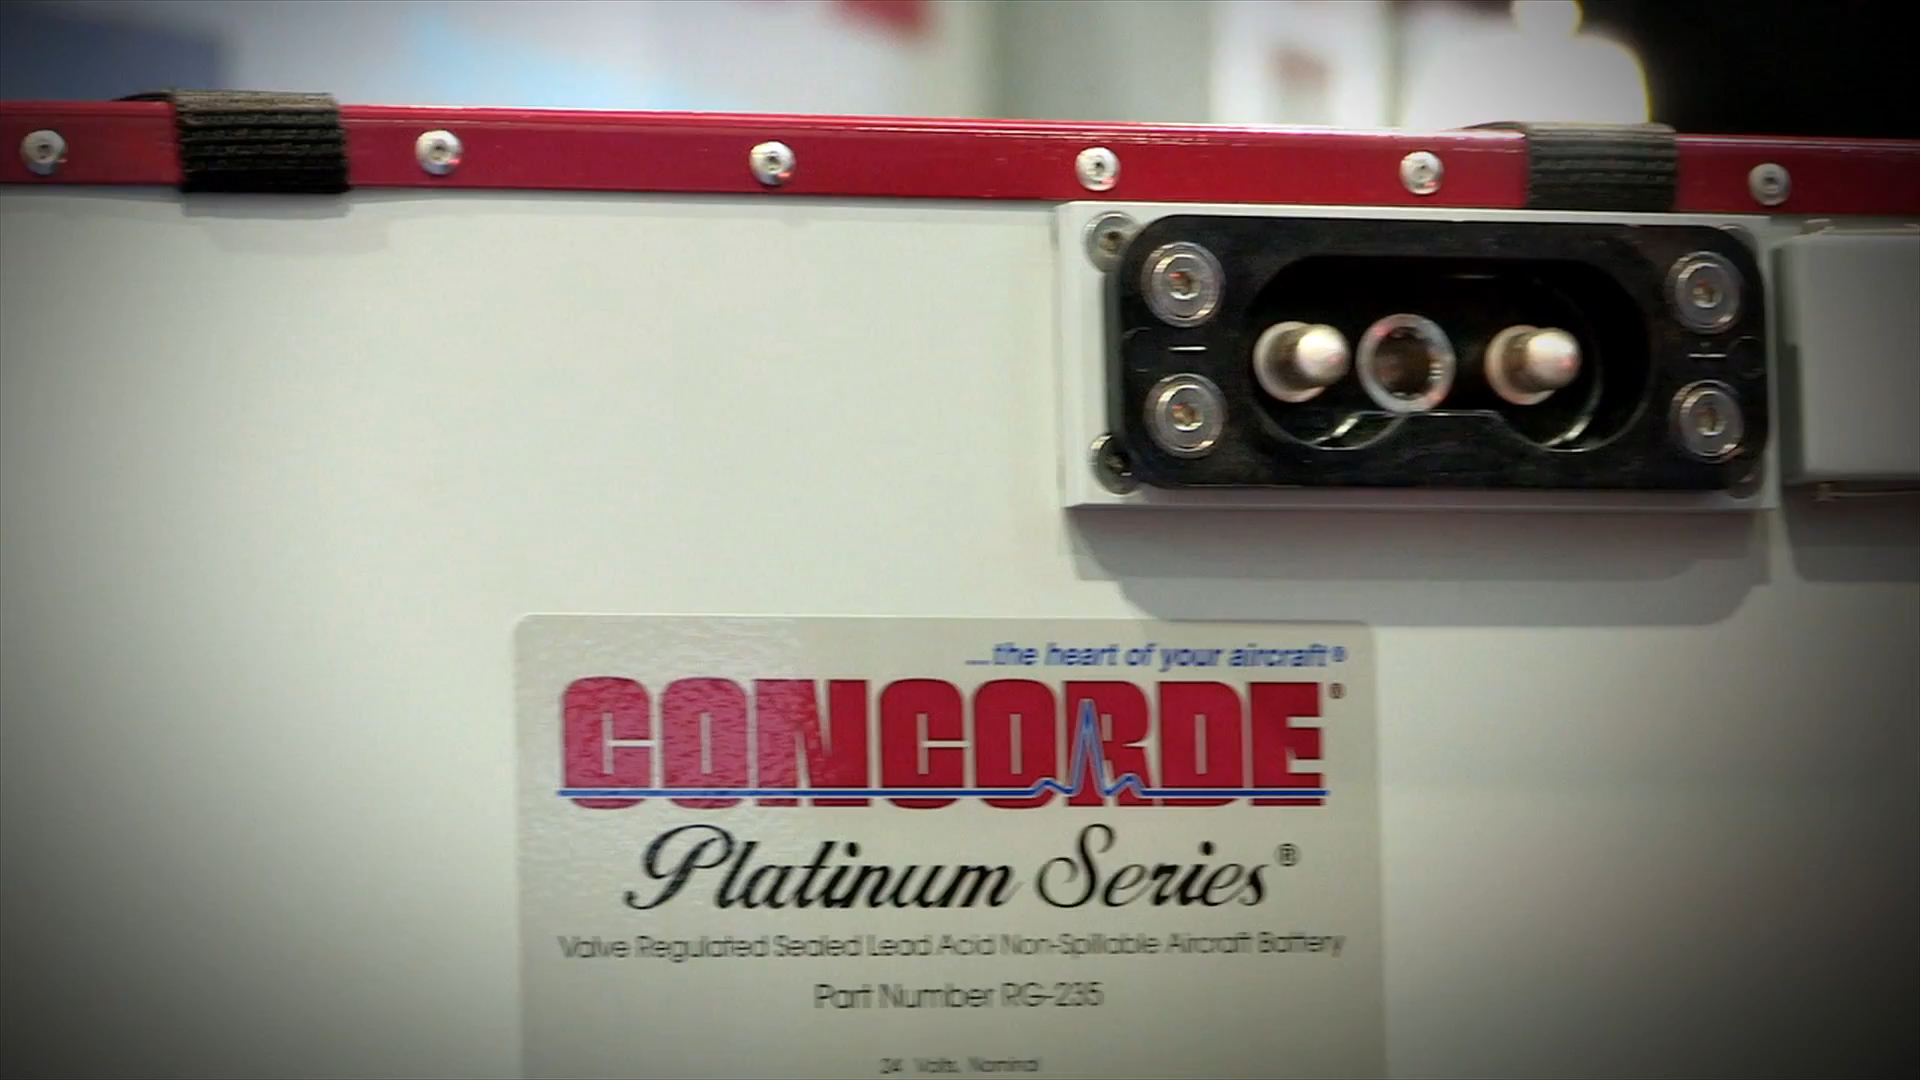 ...the heart of your aircraft®
CONCORDE®
Platinum Series®
Valve Regulated Sealed Lead Acid Non-Spillable Aircraft Battery
Part Number RG-235
24 Volts, Nominal